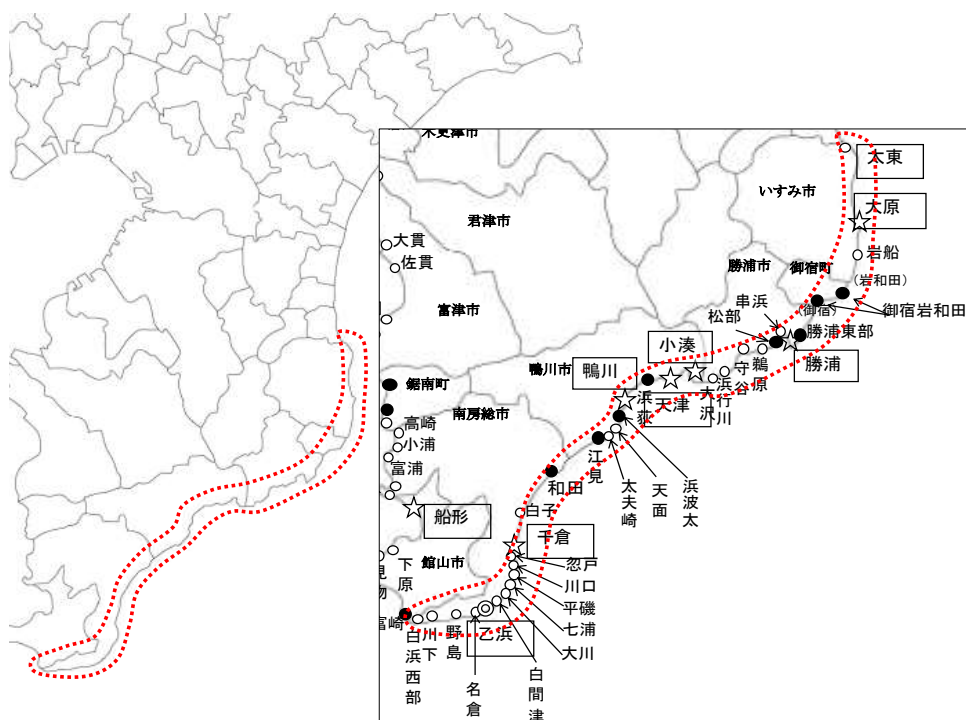 木更津市
太東
いすみ市
大原
君津市
大貫
佐貫
岩船
勝浦市
御宿町
(岩和田)
富津市
串浜
松部
(御宿)
御宿岩和田
勝浦東部
小湊
鴨川市
鴨川
守谷
鵜原
勝浦
鋸南町
浜荻
天津
大沢
浜行川
南房総市
高崎
小浦
富浦
江見
太夫崎
天面
浜波太
和田
船形
白子
千倉
館山市
下原
見物
忽戸
川口
平磯
七浦
大川
富崎
白浜西部
川下
野島
乙浜
名倉
白間津